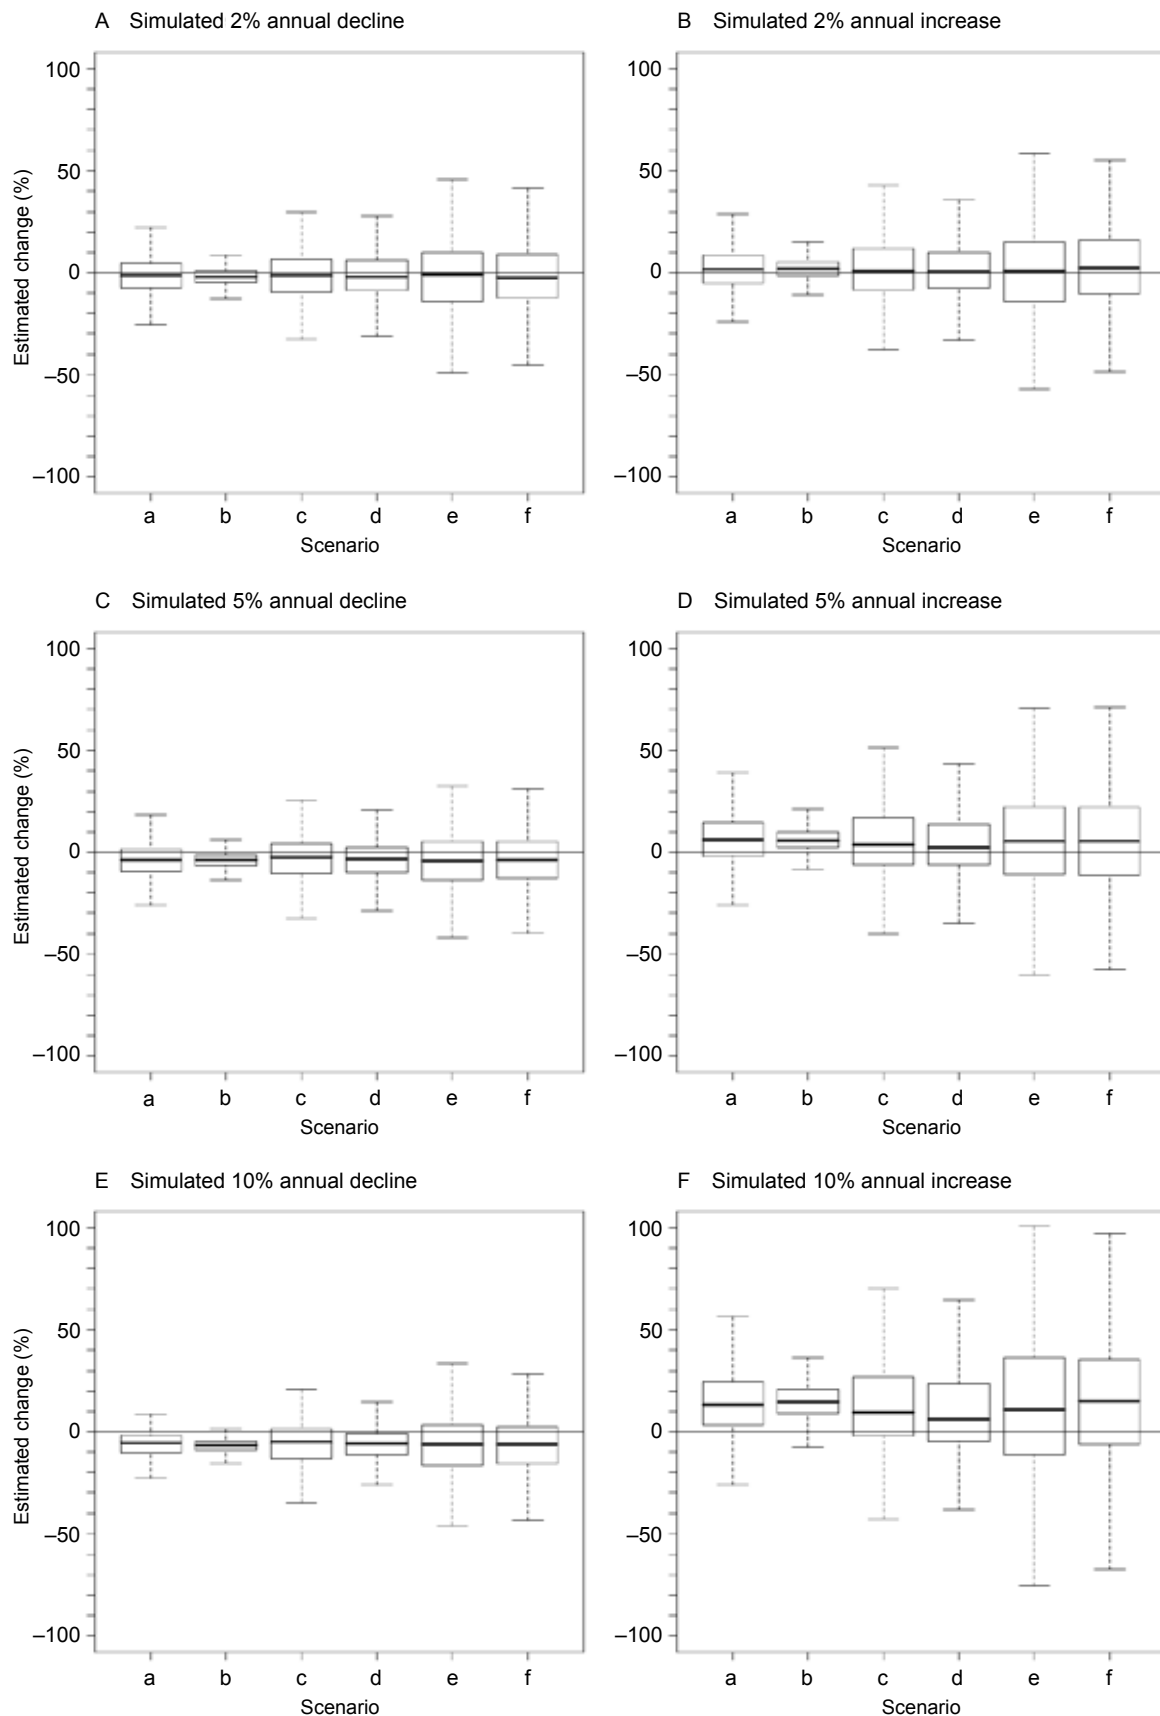 A Simulated 2% annual decline
B Simulated 2% annual increase
Estimated change (%)
100
50
0
–50
–100
a b c d e f
Scenario
100
50
0
–50
–100
a b c d e f
Scenario
C Simulated 5% annual decline
D Simulated 5% annual increase
Estimated change (%)
100
50
0
–50
–100
a b c d e f
Scenario
100
50
0
–50
–100
a b c d e f
Scenario
E Simulated 10% annual decline
F Simulated 10% annual increase
Estimated change (%)
100
50
0
–50
–100
a b c d e f
Scenario
100
50
0
–50
–100
a b c d e f
Scenario